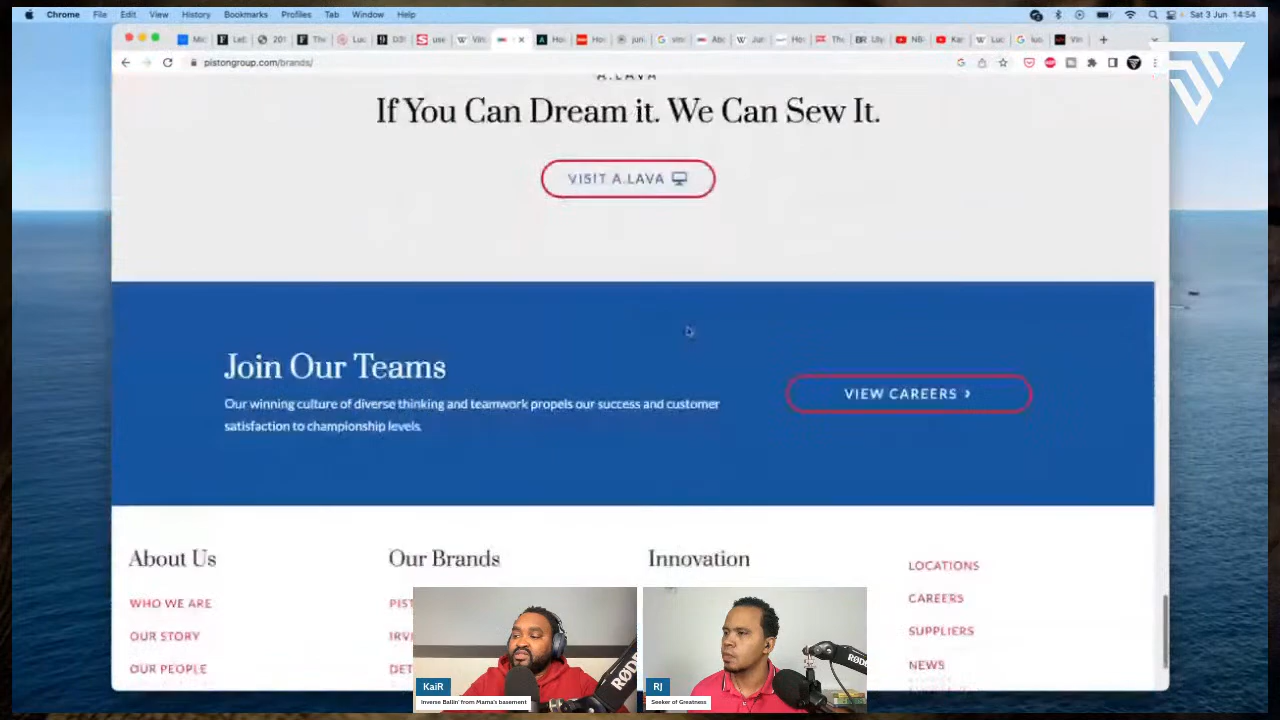 Chrome File Edit View History Bookmarks Profiles Tab Window Help
Sat 3 Jun 14:54
pistongroup.com/brands/
A.LAVA
If You Can Dream it. We Can Sew It.
VISIT A.LAVA
Join Our Teams
Our winning culture of diverse thinking and teamwork propels our success and customer
satisfaction to championship levels.
VIEW CAREERS ›
About Us
WHO WE ARE
OUR STORY
OUR PEOPLE
Our Brands
PIST
IRVI
DET
Innovation
LOCATIONS
CAREERS
SUPPLIERS
NEWS
KaiR
Inverse Ballin' from Mama's basement
RJ
Seeker of Greatness
RØDE
RØDE